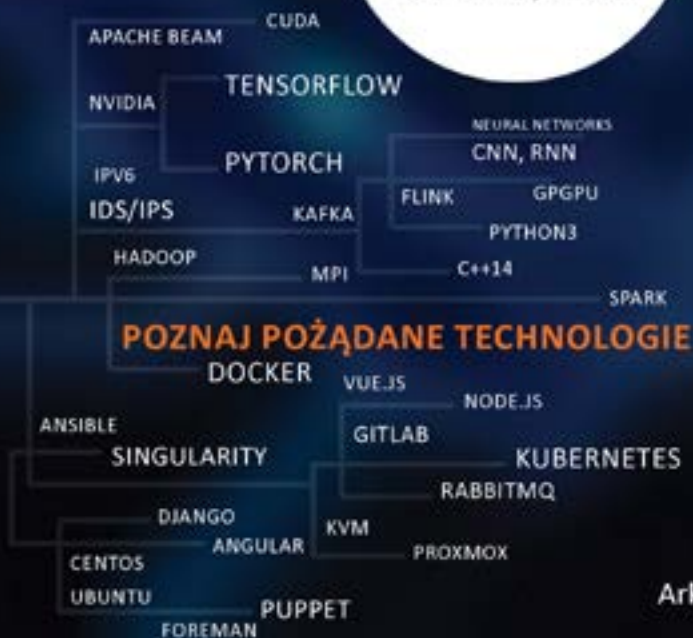 CUDA
APACHE BEAM
TENSORFLOW
NVIDIA
NEURAL NETWORKS
CNN, RNN
PYTORCH
IPV6
FLINK
GPGPU
IDS/IPS
KAFKA
PYTHON3
HADOOP
MPI
C++14
SPARK
POZNAJ POŻĄDANE TECHNOLOGIE
DOCKER
VUE.JS
NODE.JS
ANSIBLE
GITLAB
SINGULARITY
KUBERNETES
RABBITMQ
DJANGO
KVM
ANGULAR
PROXMOX
CENTOS
UBUNTU
Ark
PUPPET
FOREMAN